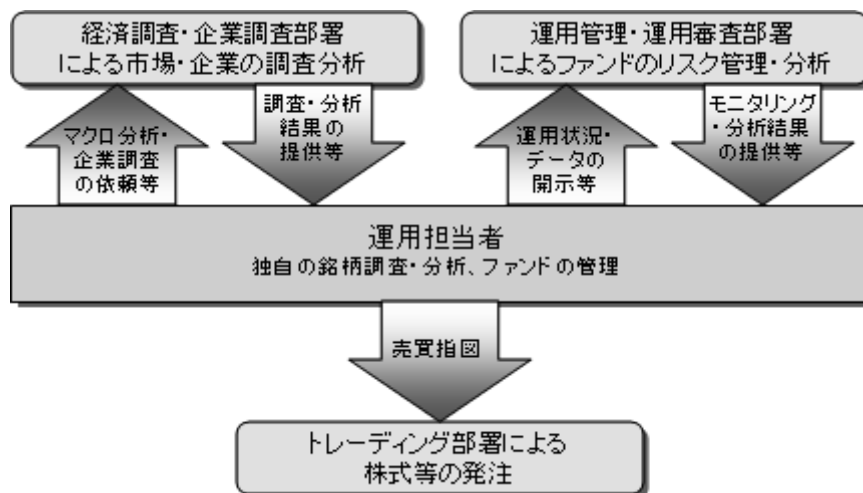 経済調査・企業調査部署
による市場・企業の調査分析
運用管理・運用審査部署
によるファンドのリスク管理・分析
マクロ分析・
企業調査
の依頼等
調査・分析
結果の
提供等
運用状況・
データの
開示等
モニタリング
・分析結果
の提供等
運用担当者
独自の銘柄調査・分析、ファンドの管理
売買指図
トレーディング部署による
株式等の発注